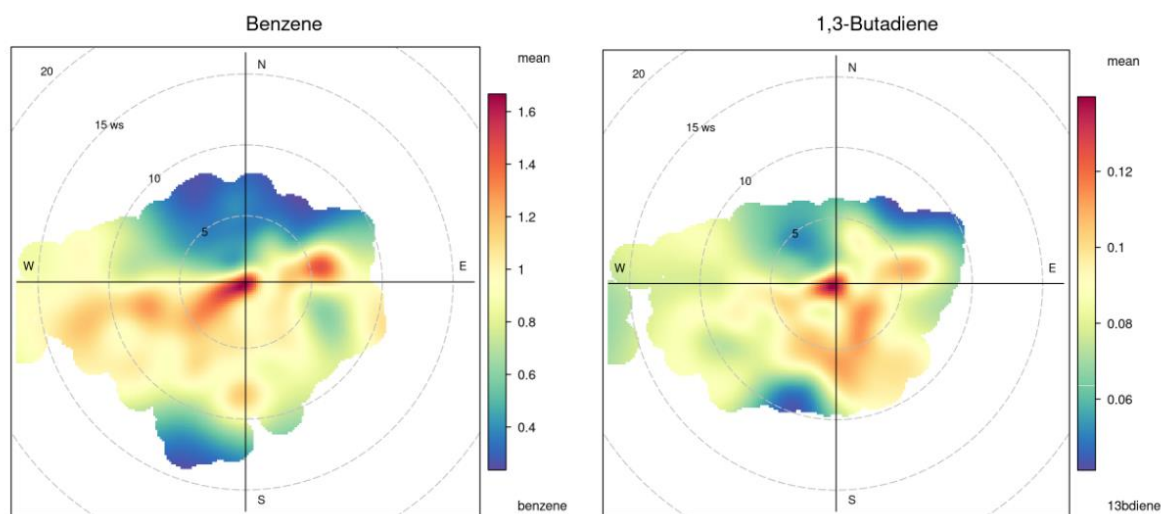 Benzene
20
15 ws
10
5
N
W
E
S
mean
1.6
1.4
1.2
1
0.8
0.6
0.4
benzene
1,3-Butadiene
20
15 ws
10
5
N
W
E
S
mean
0.12
0.1
0.08
0.06
13bdiene